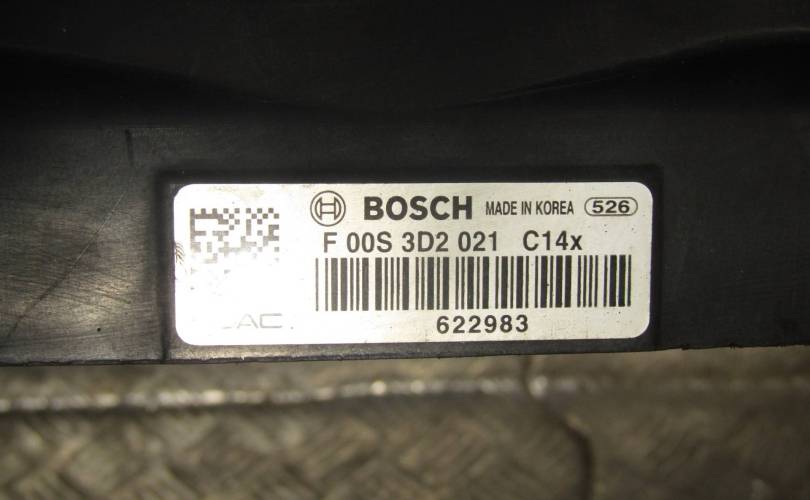 BOSCH MADE IN KOREA 526
F 00S 3D2 021 C14x
622983